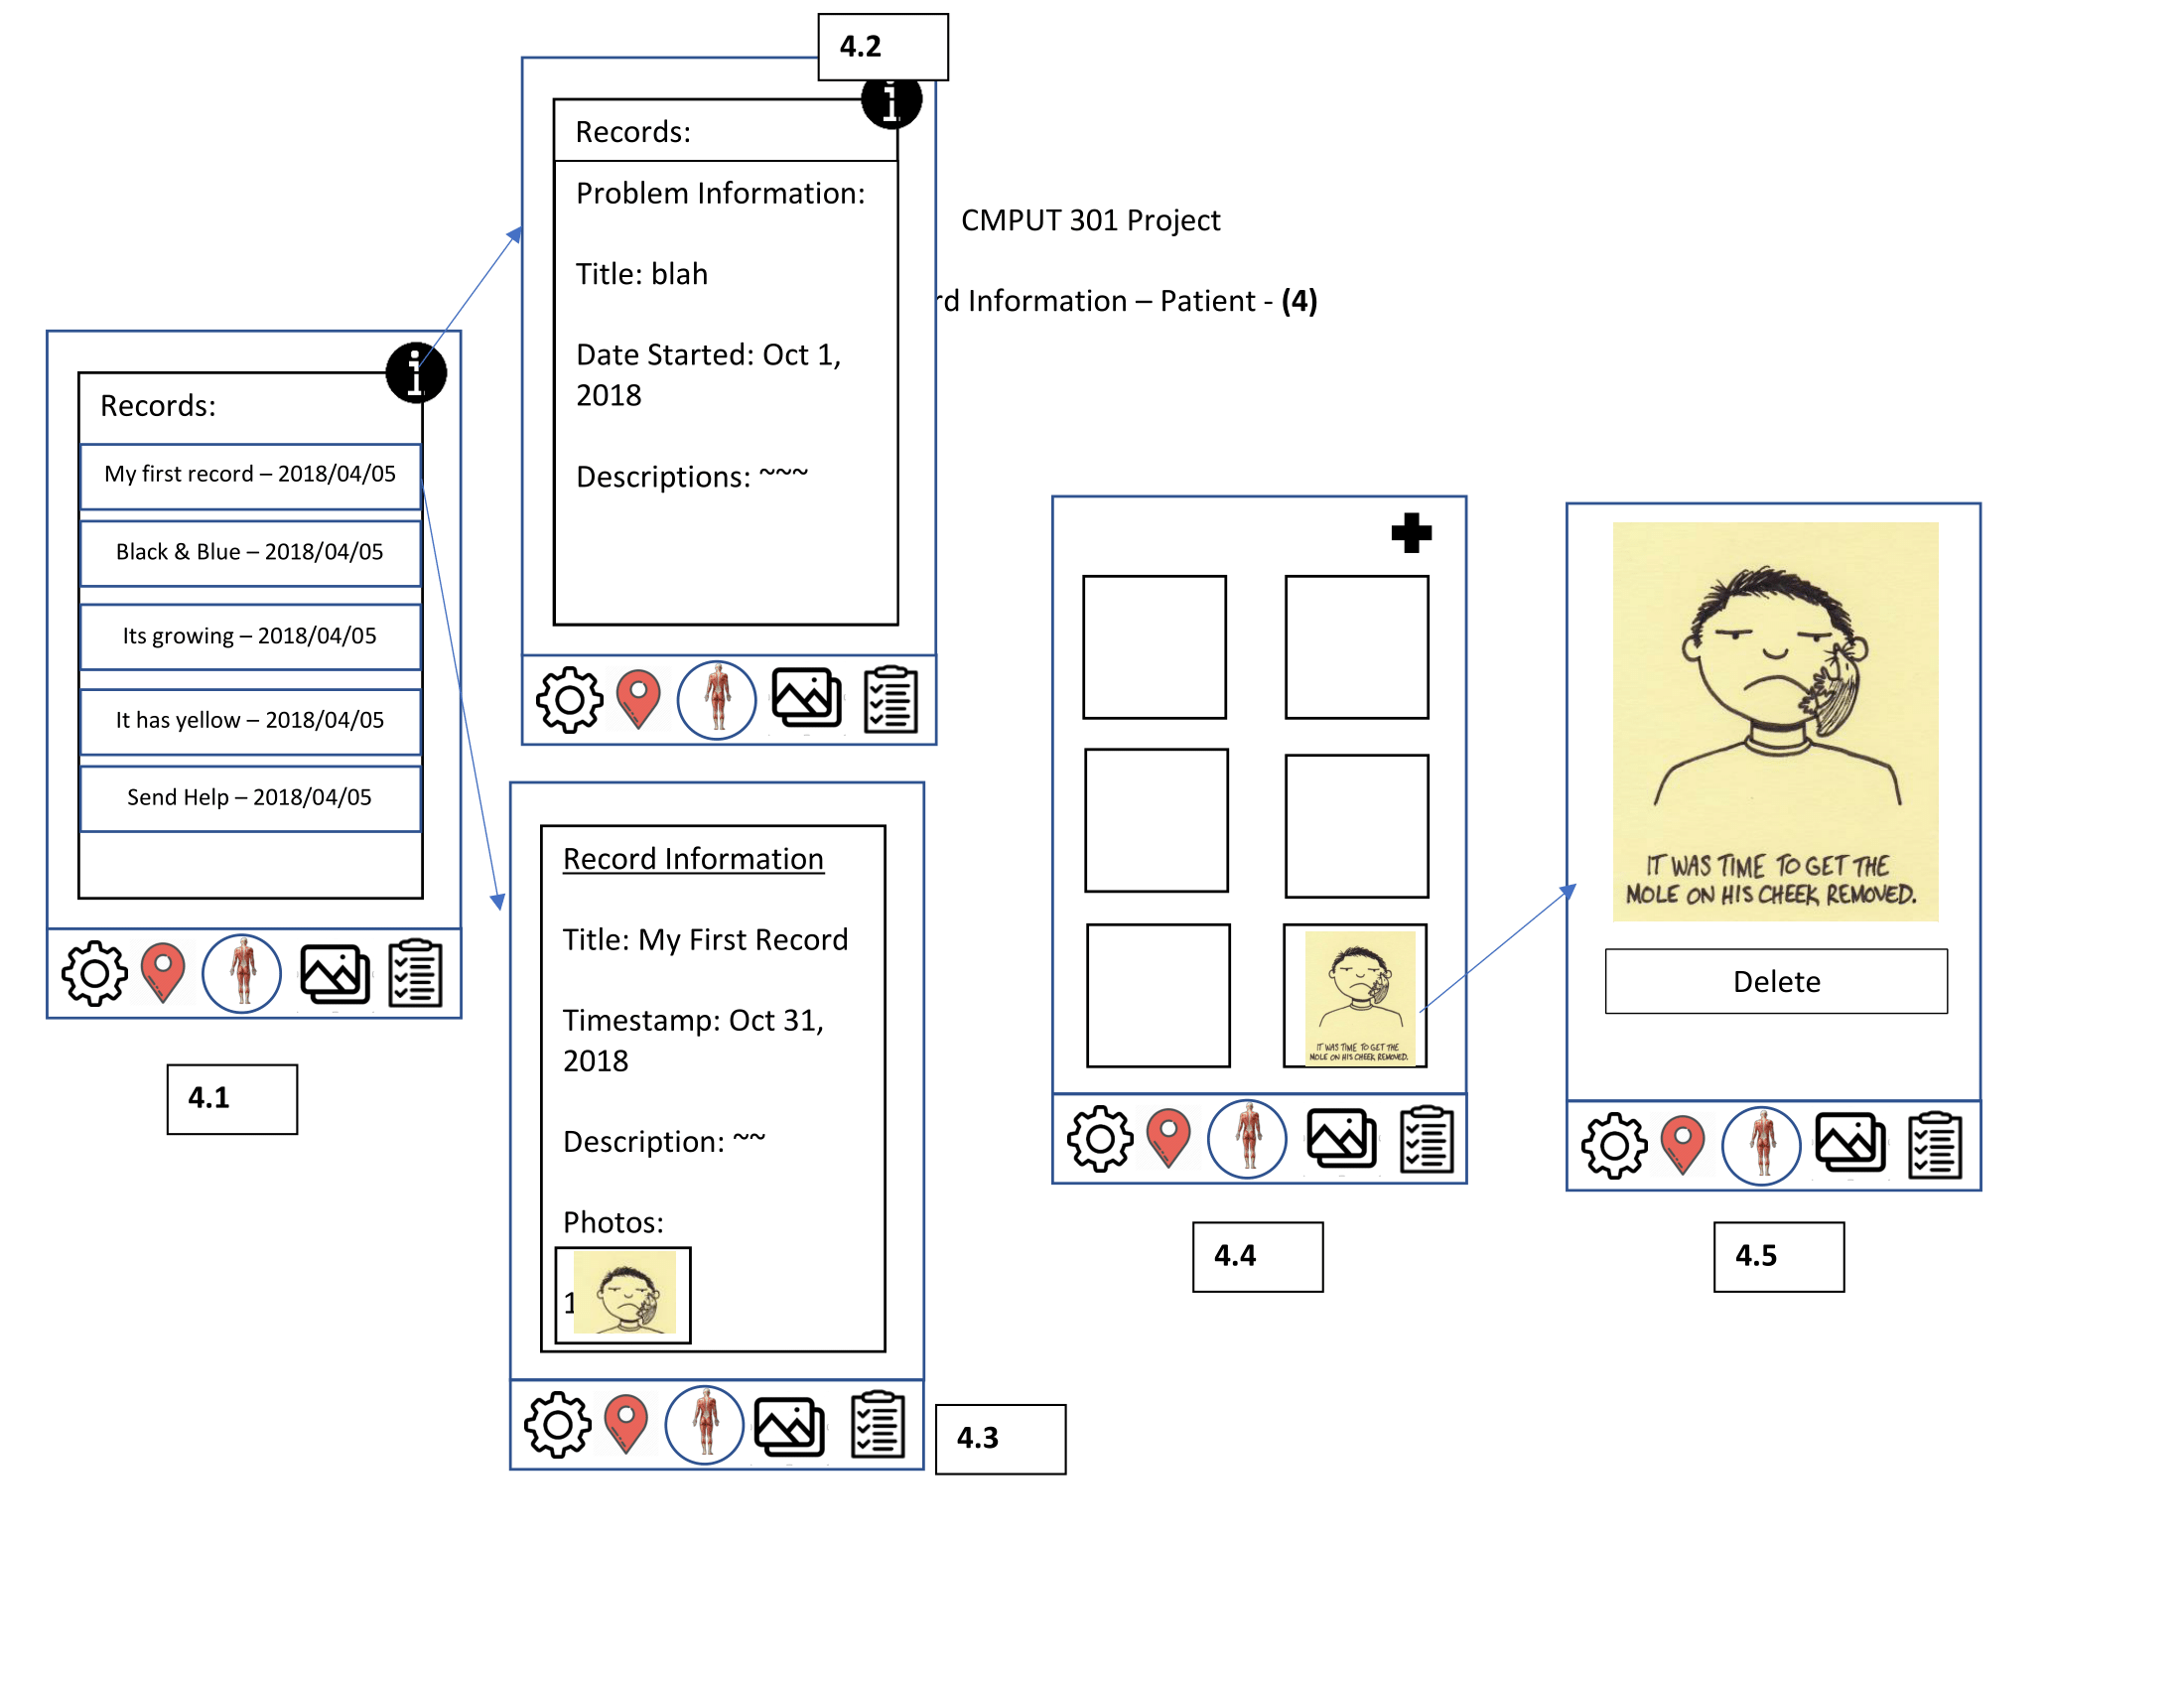 4.2
Records:
Problem Information:
Title: blah
Date Started: Oct 1,
2018
Descriptions: ~~~
CMPUT 301 Project
rd Information – Patient - (4)
Records:
My first record – 2018/04/05
Black & Blue – 2018/04/05
Its growing – 2018/04/05
It has yellow – 2018/04/05
Send Help – 2018/04/05
4.1
Record Information
Title: My First Record
Timestamp: Oct 31,
2018
Description: ~~
Photos:
1
4.3
IT WAS TIME TO GET THE
MOLE ON HIS CHEEK REMOVED.
4.4
IT WAS TIME TO GET THE
MOLE ON HIS CHEEK REMOVED.
Delete
4.5